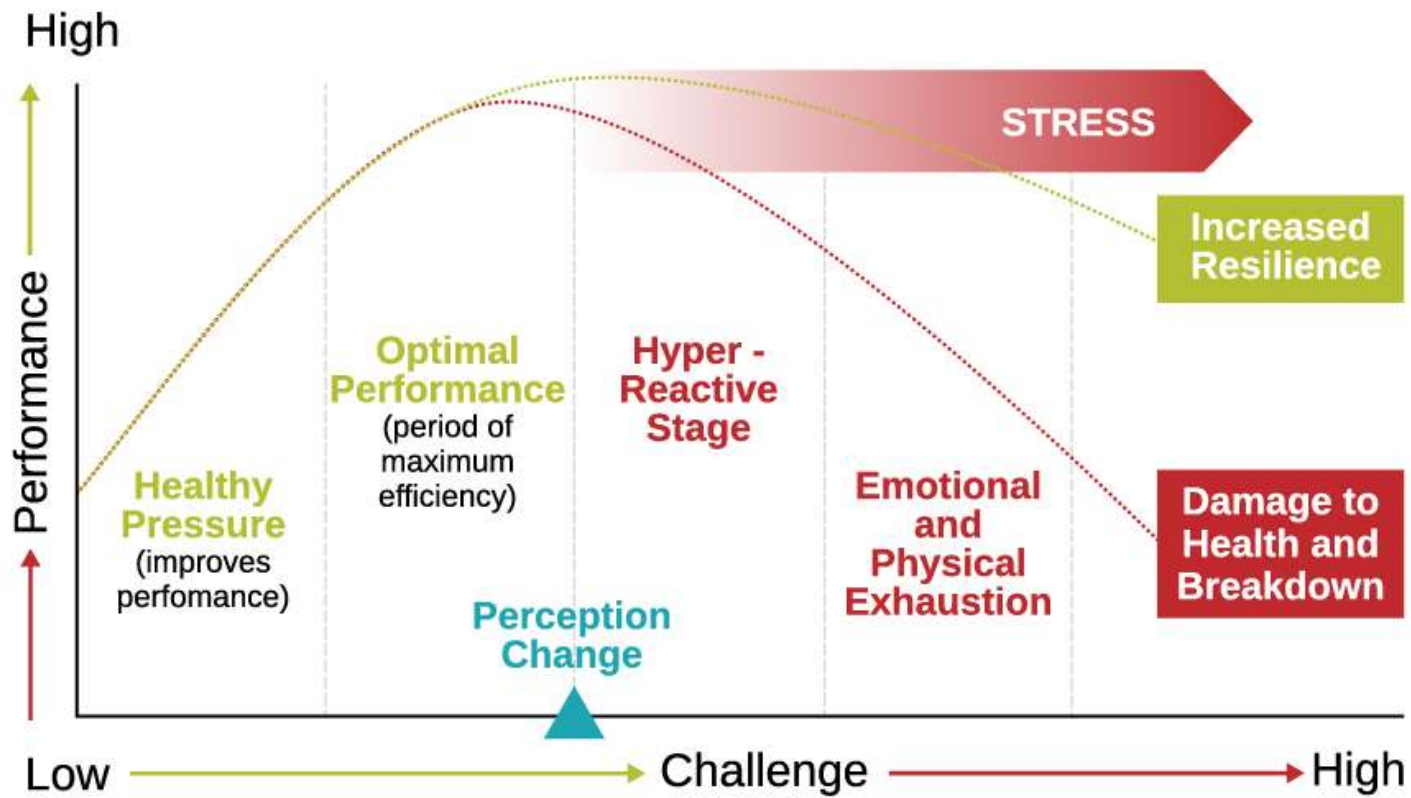 High
Performance
STRESS
Increased
Resilience
Optimal
Performance
(period of
maximum
efficiency)
Hyper -
Reactive
Stage
Healthy
Pressure
(improves
perfomance)
Emotional
and
Physical
Exhaustion
Damage to
Health and
Breakdown
Perception
Change
Low
Challenge
High